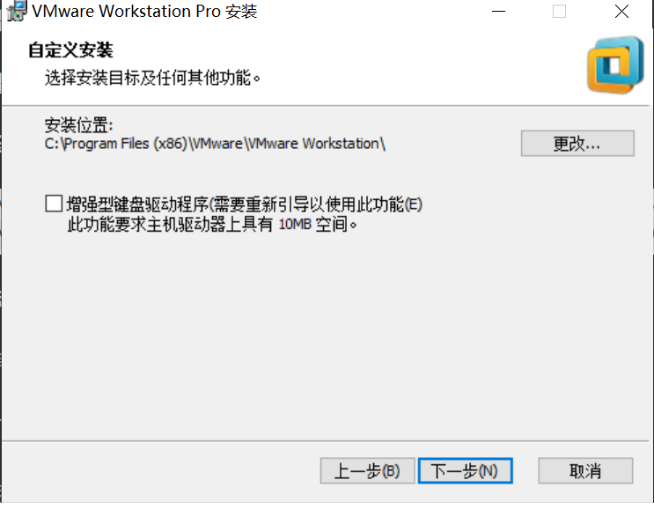 VMware Workstation Pro 安装
自定义安装
选择安装目标及任何其他功能。
安装位置:
C:\Program Files (x86)\VMware\VMware Workstation\
更改...
增强型键盘驱动程序(需要重新引导以使用此功能(E)
此功能要求主机驱动器上具有 10MB 空间。
上一步(B)
下一步(N)
取消